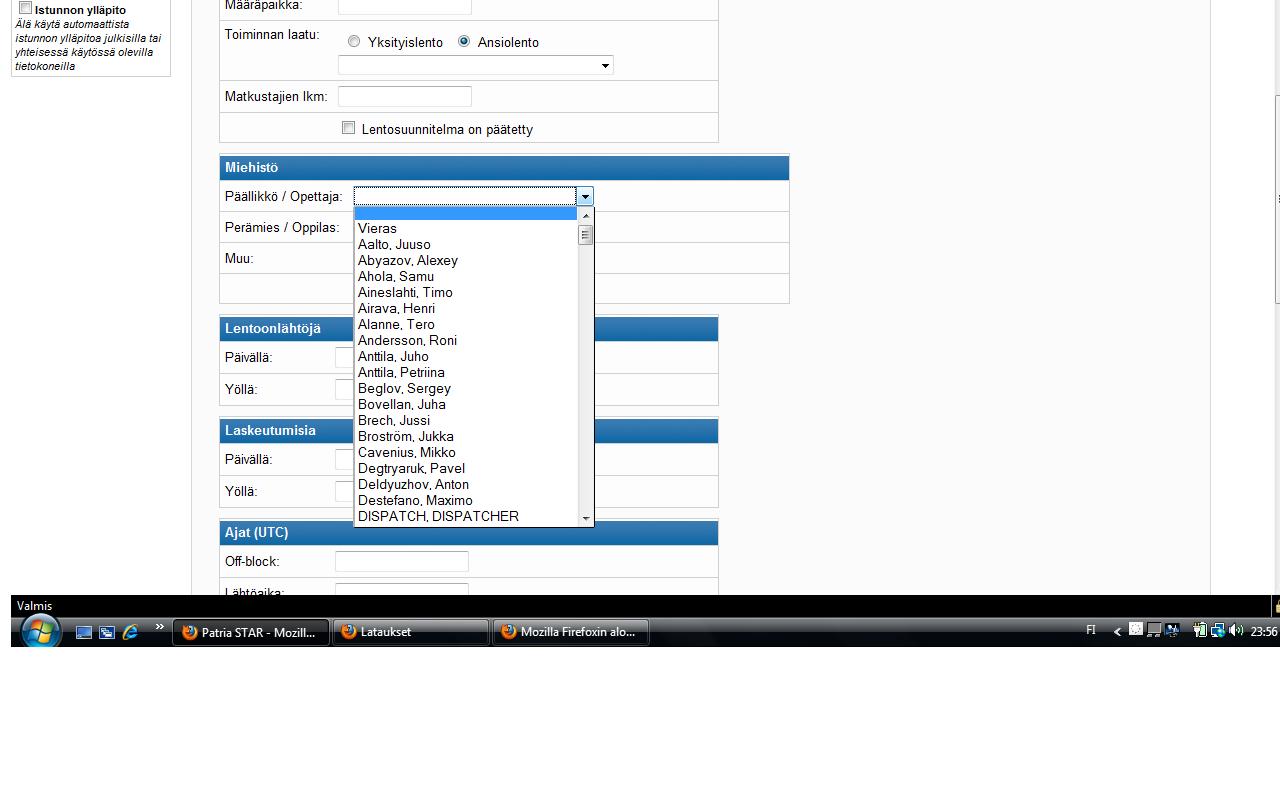 Istunnon ylläpito
Älä käytä automaattista
istunnon ylläpitoa julkisilla tai
yhteisessä käytössä olevilla
tietokoneilla
Määräpaikka:
Toiminnan laatu:
Yksityislento Ansiolento
Matkustajien lkm:
Lentosuunnitelma on päätetty
Miehistö
Päällikkö / Opettaja:
Perämies / Oppilas:
Muu:
Vieras
Aalto, Juuso
Abyazov, Alexey
Ahola, Samu
Aineslahti, Timo
Airava, Henri
Alanne, Tero
Andersson, Roni
Anttila, Juho
Anttila, Petriina
Beglov, Sergey
Bovellan, Juha
Brech, Jussi
Broström, Jukka
Cavenius, Mikko
Degtryaruk, Pavel
Deldyuzhov, Anton
Destefano, Maximo
DISPATCH, DISPATCHER
Lentoonlähtöjä
Päivällä:
Yöllä:
Laskeutumisia
Päivällä:
Yöllä:
Ajat (UTC)
Off-block:
Lähtöaika:
Valmis
Patria STAR - Mozill...
Lataukset
Mozilla Firefoxin alo...
FI
23:56